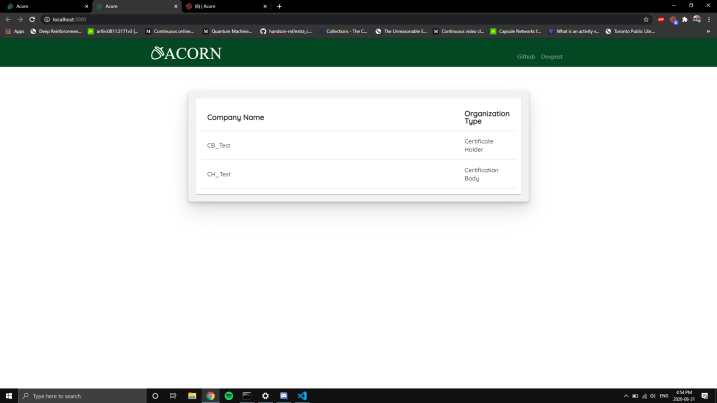 Acorn
Acorn
(6) | Acorn
localhost:3000
Apps
Deep Reinforcemen...
arXiv:0811.3171v3 [...
Continuous online...
Quantum Machine...
handson-ml/extra_c...
Collections - The C...
The Unreasonable E...
Continuous video cl...
Capsule Networks f...
What is an activity s...
Toronto Public Libr...
ACORN
Github
Devpost
Company Name
Organization
Type
CB_Test
Certificate
Holder
CH_Test
Certification
Body
Type here to search
ENG
4:54 PM
2020-08-31